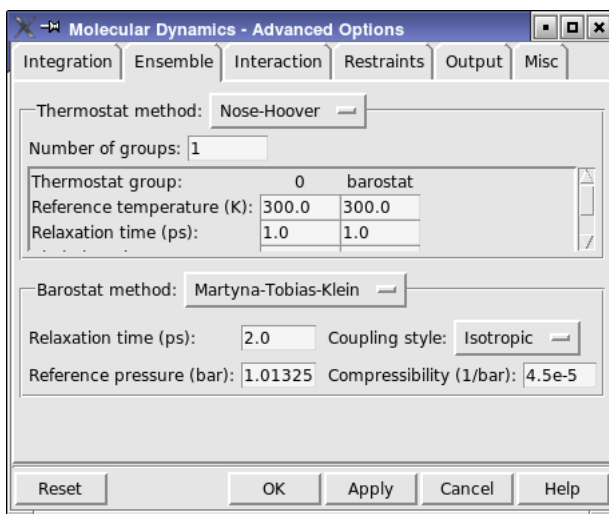 Molecular Dynamics - Advanced Options
Integration Ensemble Interaction Restraints Output Misc
Thermostat method: Nose-Hoover
Number of groups: 1
Thermostat group: 0 barostat
Reference temperature (K): 300.0 300.0
Relaxation time (ps): 1.0 1.0
Barostat method: Martyna-Tobias-Klein
Relaxation time (ps): 2.0 Coupling style: Isotropic
Reference pressure (bar): 1.01325 Compressibility (1/bar): 4.5e-5
Reset OK Apply Cancel Help